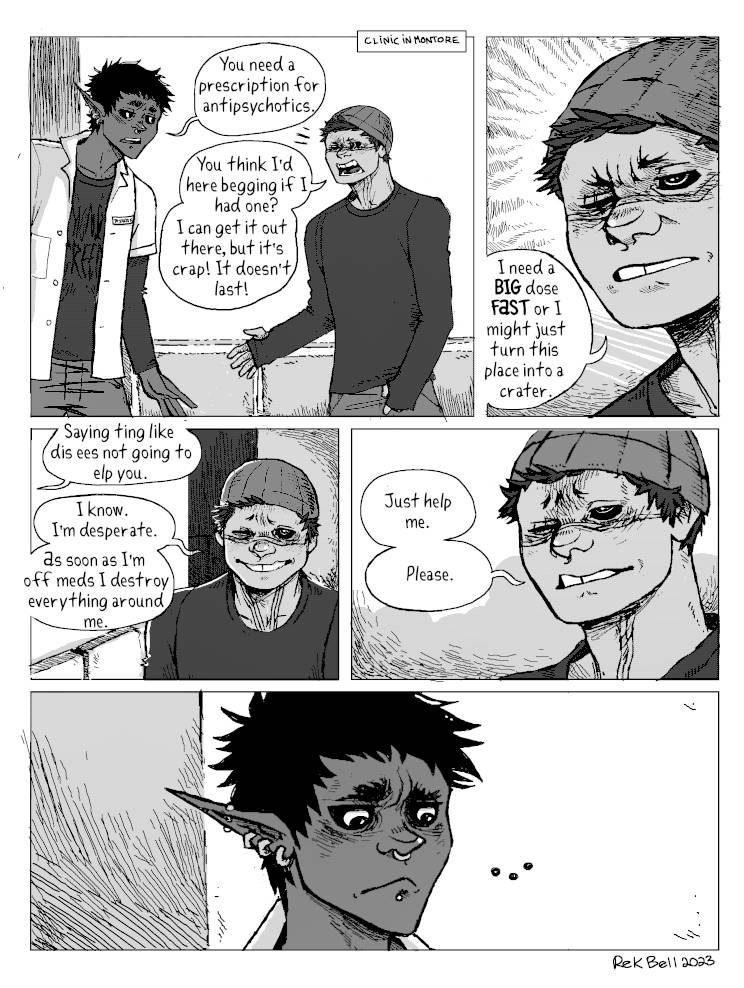 CLINIC IN MONTORE
You need a
prescription for
antipsychotics.
You think I'd
here begging if I
had one?
I can get it out
there, but it's
crap! It doesn't
last!
I need a
BIG dose
FAST or I
might just
turn this
place into a
crater.
Saying ting like
dis ees not going to
elp you.
I know.
I'm desperate.
as soon as I'm
off meds I destroy
everything around
me.
Just help
me.
Please.
...
Rek Bell 2023